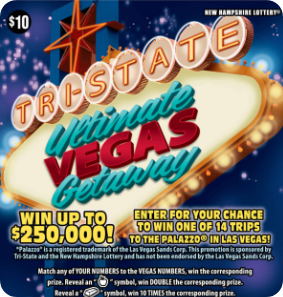 NEW HAMPSHIRE LOTTERY®
$10
TRI-STATE
Ultimate
VEGAS
Getaway
WIN UP TO
$250,000!
ENTER FOR YOUR CHANCE
TO WIN ONE OF 14 TRIPS
TO THE PALAZZO® IN LAS VEGAS!
"Palazzo" is a registered trademark of the Las Vegas Sands Corp. This promotion is sponsored by
Tri-State and the New Hampshire Lottery and has not been endorsed by the Las Vegas Sands Corp.
Match any of YOUR NUMBERS to the VEGAS NUMBERS, win the corresponding
prize. Reveal an " " symbol, win DOUBLE the corresponding prize.
Reveal a " " symbol, win 10 TIMES the corresponding prize.